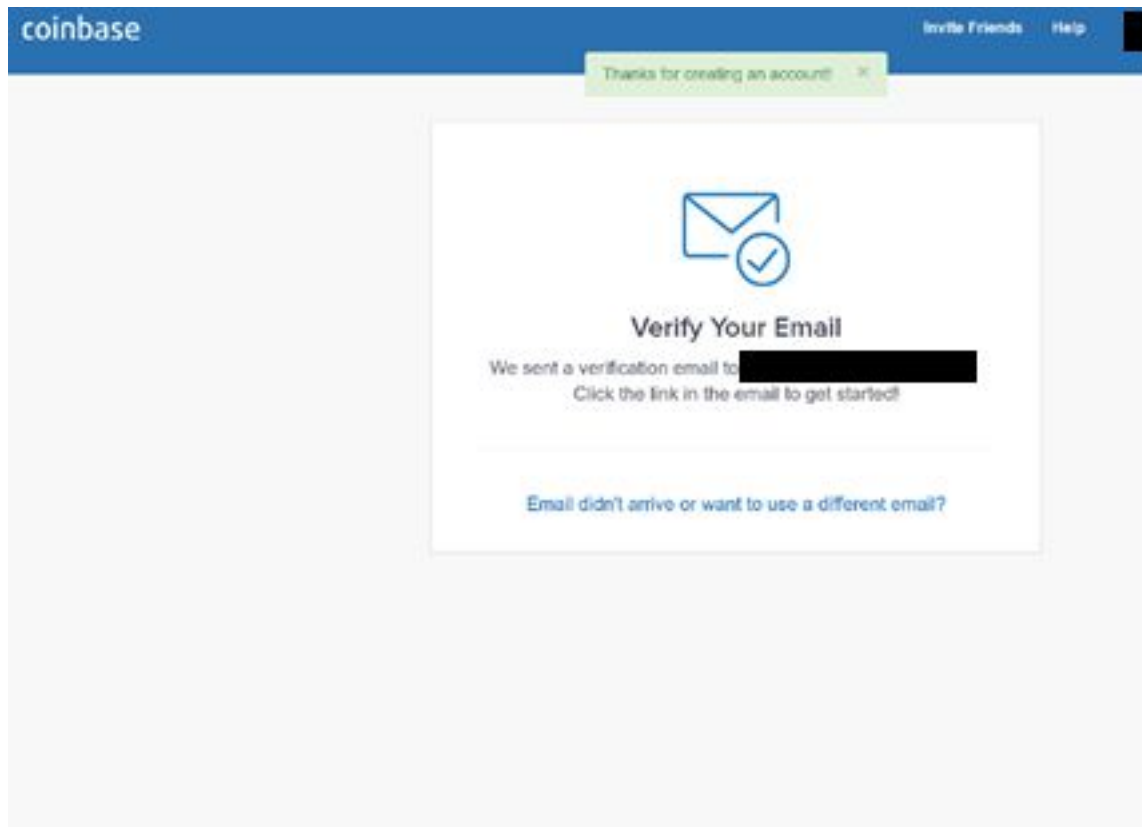 coinbase
Invite Friends Help
Thanks for creating an account! ×
Verify Your Email
We sent a verification email to
Click the link in the email to get started!
Email didn't arrive or want to use a different email?